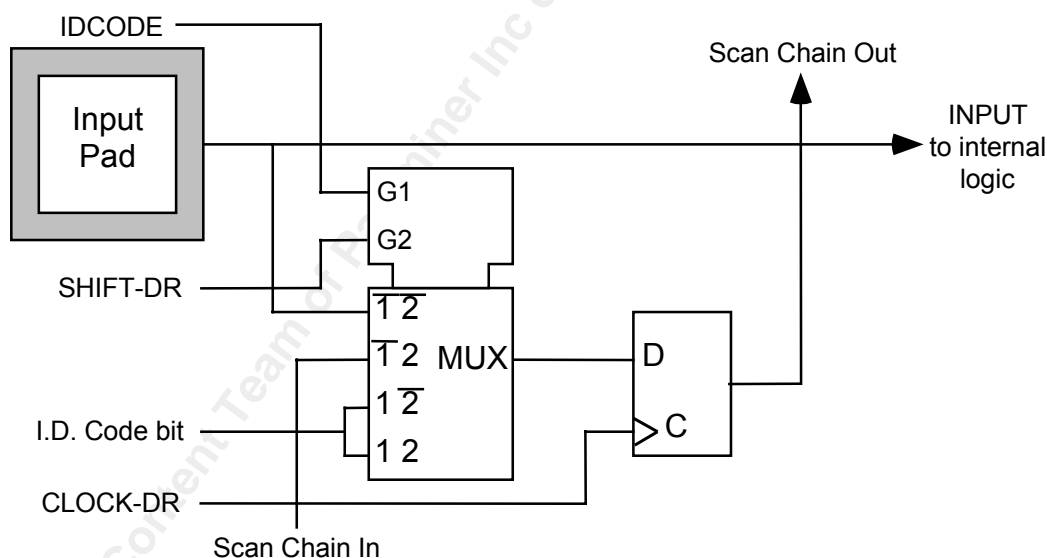 IDCODE
Input
Pad
Scan Chain Out
INPUT
to internal
logic
G1
G2
SHIFT-DR
1̅ 2̅
1̅ 2
MUX
D
1 2̅
I.D. Code bit
1 2
C
CLOCK-DR
Scan Chain In